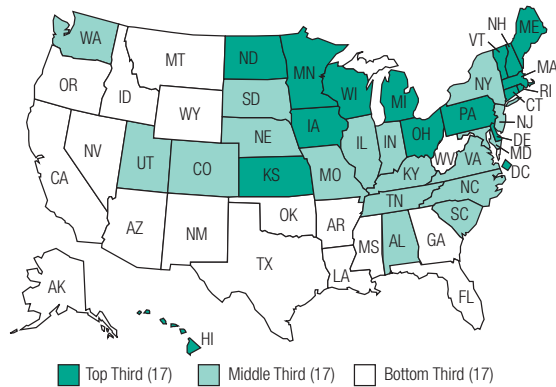 NH
ME
WA
VT
ND
MT
MN
MA
OR
NY
WI
ID
SD
MI
RI
WY
CT
PA
IA
NJ
NE
OH
DE
NV
IL
IN
MD
UT
WV
VA
CO
DC
KS
MO
KY
CA
NC
TN
OK
SC
AZ
NM
AR
MS
AL
GA
TX
LA
AK
FL
HI
Top Third (17)
Middle Third (17)
Bottom Third (17)